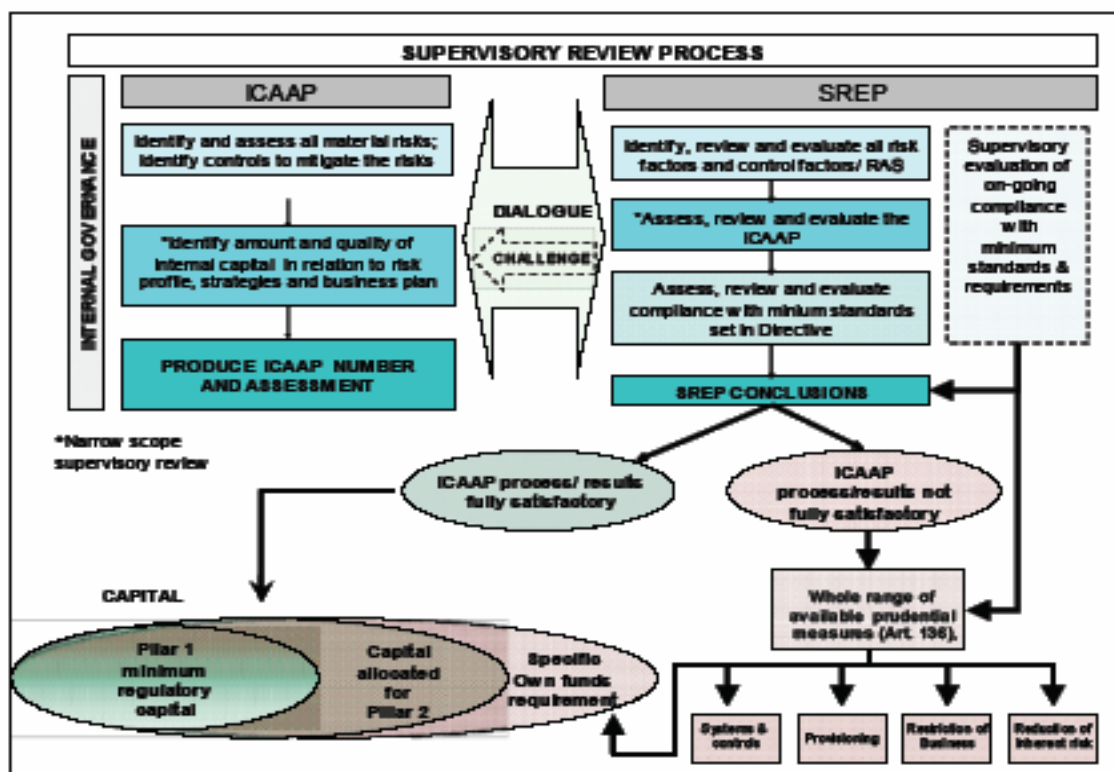 SUPERVISORY REVIEW PROCESS
ICAAP
SREP
INTERNAL GOVERNANCE
Identify and assess all material risks;
Identify controls to mitigate the risks
*Identify amount and quality of
internal capital in relation to risk
profile, strategies and business plan
PRODUCE ICAAP NUMBER
AND ASSESSMENT
DIALOGUE
CHALLENGE
Identify, review and evaluate all risk
factors and control factors/ RAS
*Assess, review and evaluate the
ICAAP
Assess, review and evaluate
compliance with minium standards
set in Directive
SREP CONCLUSIONS
Supervisory
evaluation of
on-going
compliance
with
minimum
standards &
requirements
*Narrow scope
supervisory review
ICAAP process/ results
fully satisfactory
ICAAP
process/results not
fully satisfactory
Whole range of
available prudential
measures (Art. 136),
CAPITAL
Pillar 1
minimum
regulatory
capital
Capital
allocated
for
Pillar 2
Specific
Own funds
requirement
Systems &
controls
Provisioning
Restriction of
Business
Reduction of
inherent risk